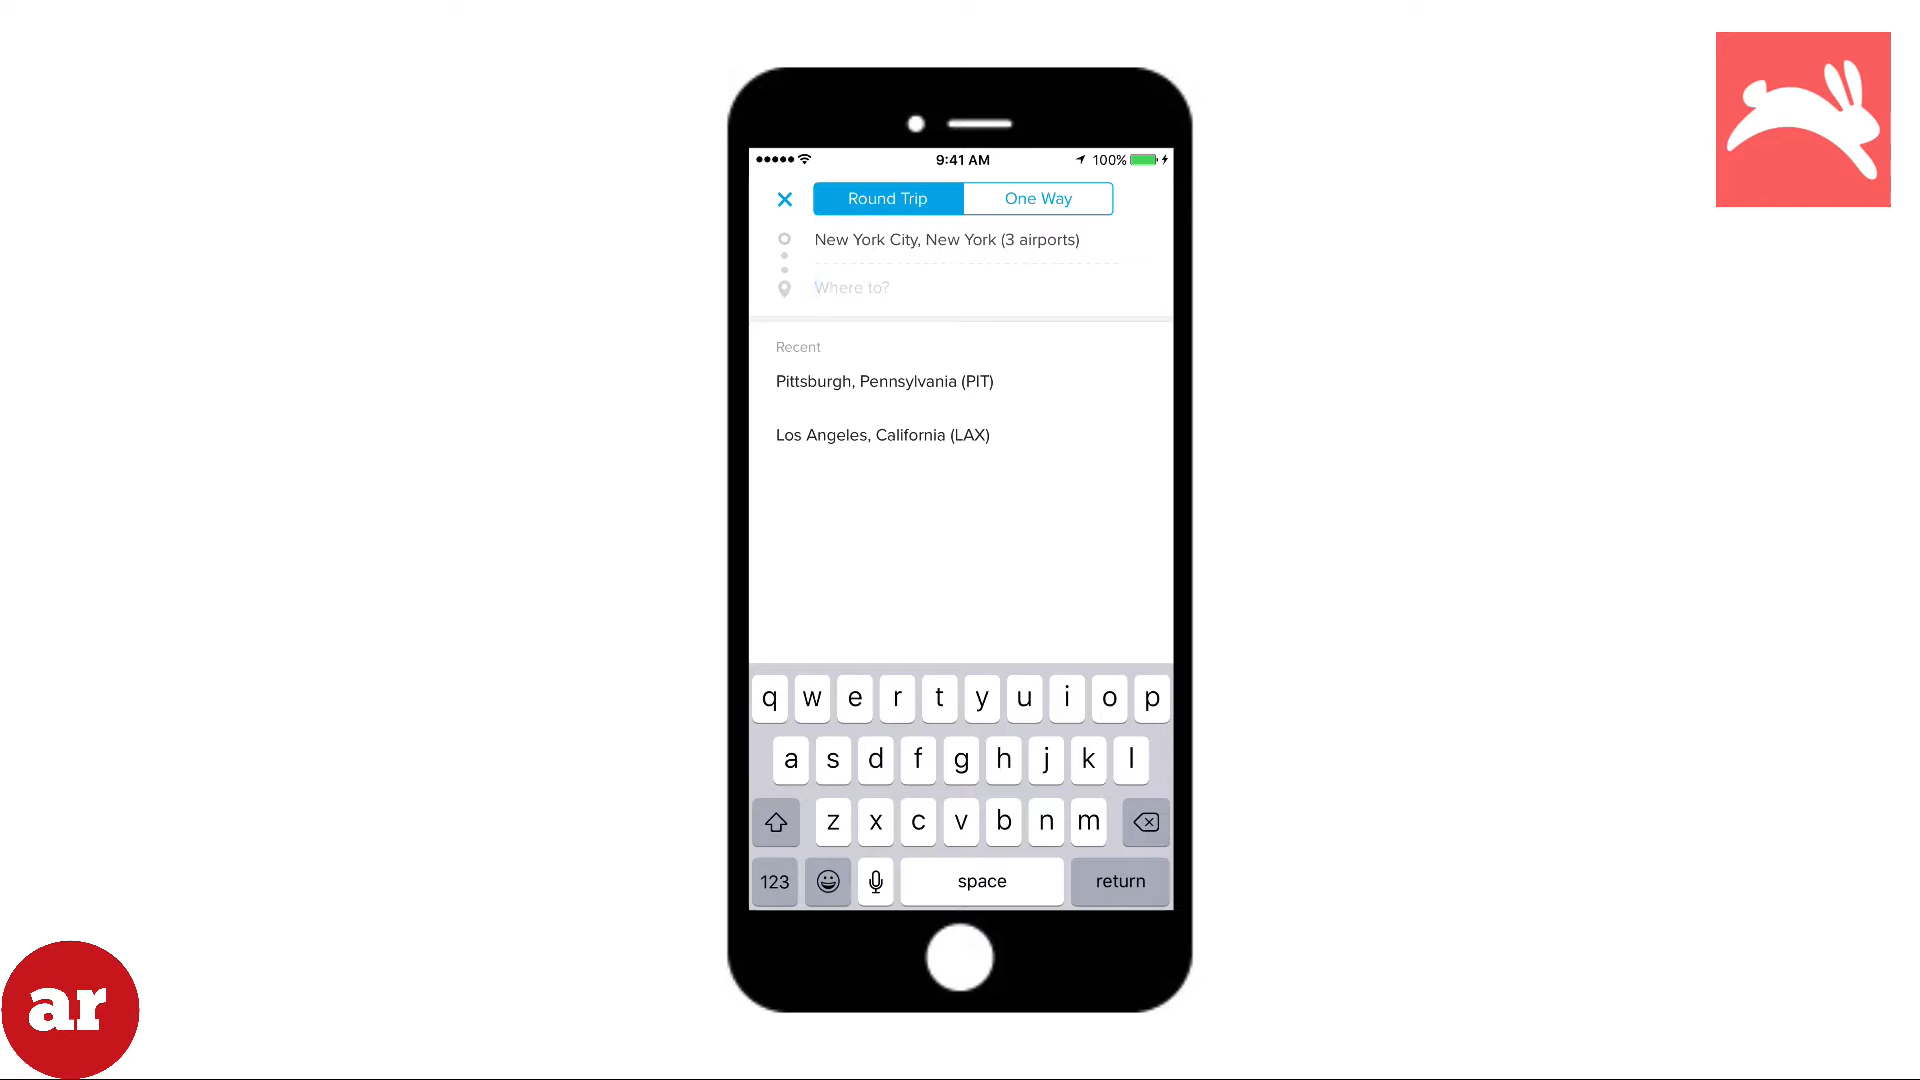 9:41 AM 100%
Round Trip One Way
New York City, New York (3 airports)
Where to?
Recent
Pittsburgh, Pennsylvania (PIT)
Los Angeles, California (LAX)
q w e r t y u i o p
a s d f g h j k l
z x c v b n m
123 space return
ar